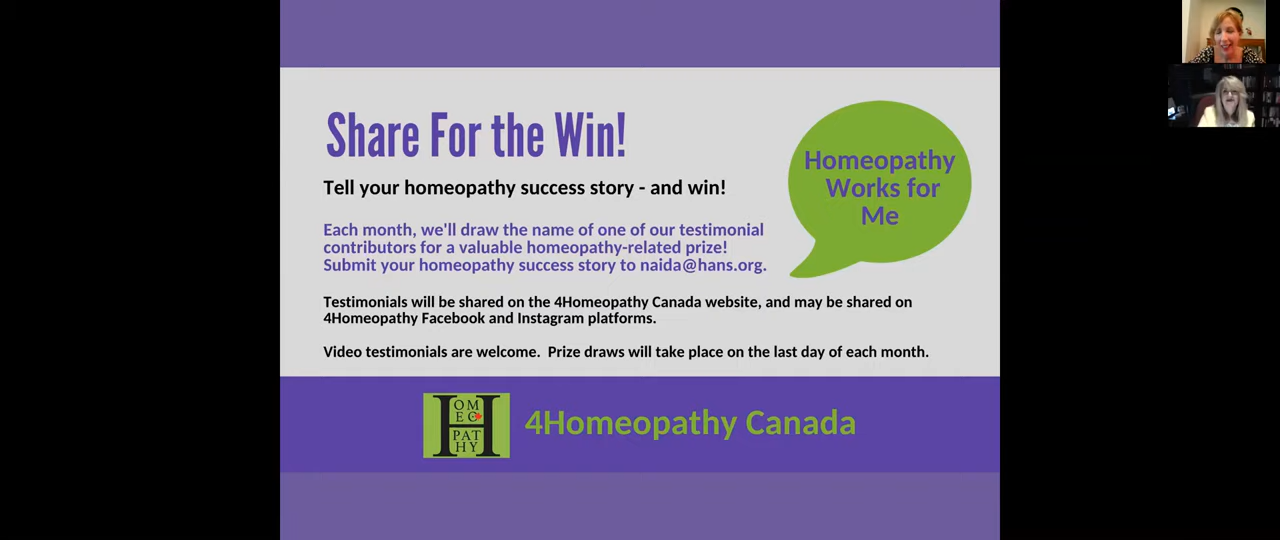 Share For the Win!
Tell your homeopathy success story - and win!
Each month, we'll draw the name of one of our testimonial
contributors for a valuable homeopathy-related prize!
Submit your homeopathy success story to naida@hans.org.
Testimonials will be shared on the 4Homeopathy Canada website, and may be shared on
4Homeopathy Facebook and Instagram platforms.
Video testimonials are welcome.  Prize draws will take place on the last day of each month.
Homeopathy
Works for
Me
H
OM
EO
PAT
HY
4Homeopathy Canada